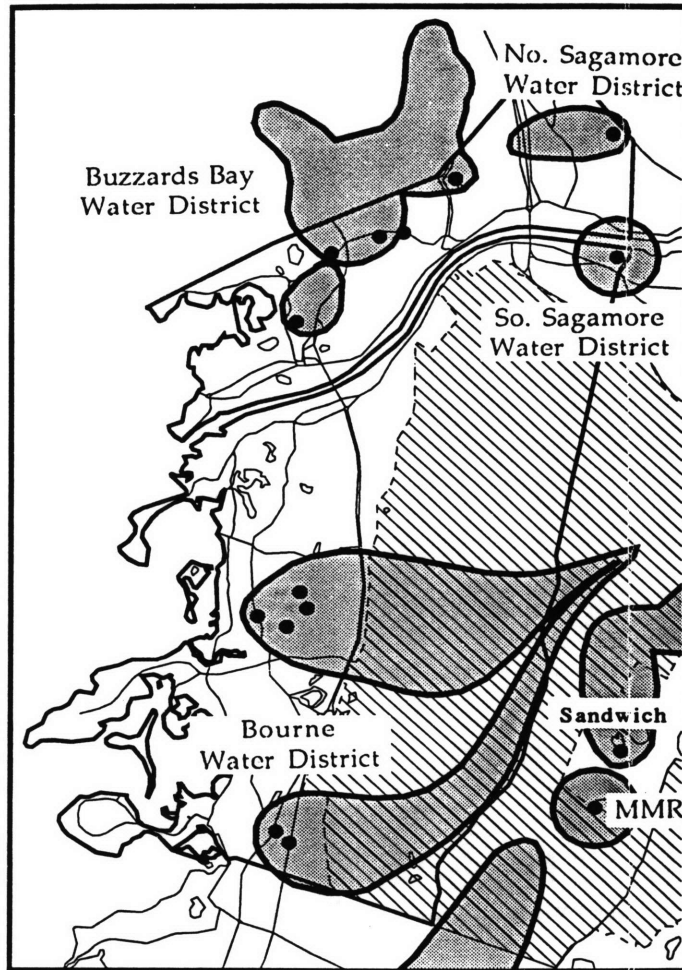 No. Sagamore
Water District
Buzzards Bay
Water District
So. Sagamore
Water District
Sandwich
Bourne
Water District
MMR